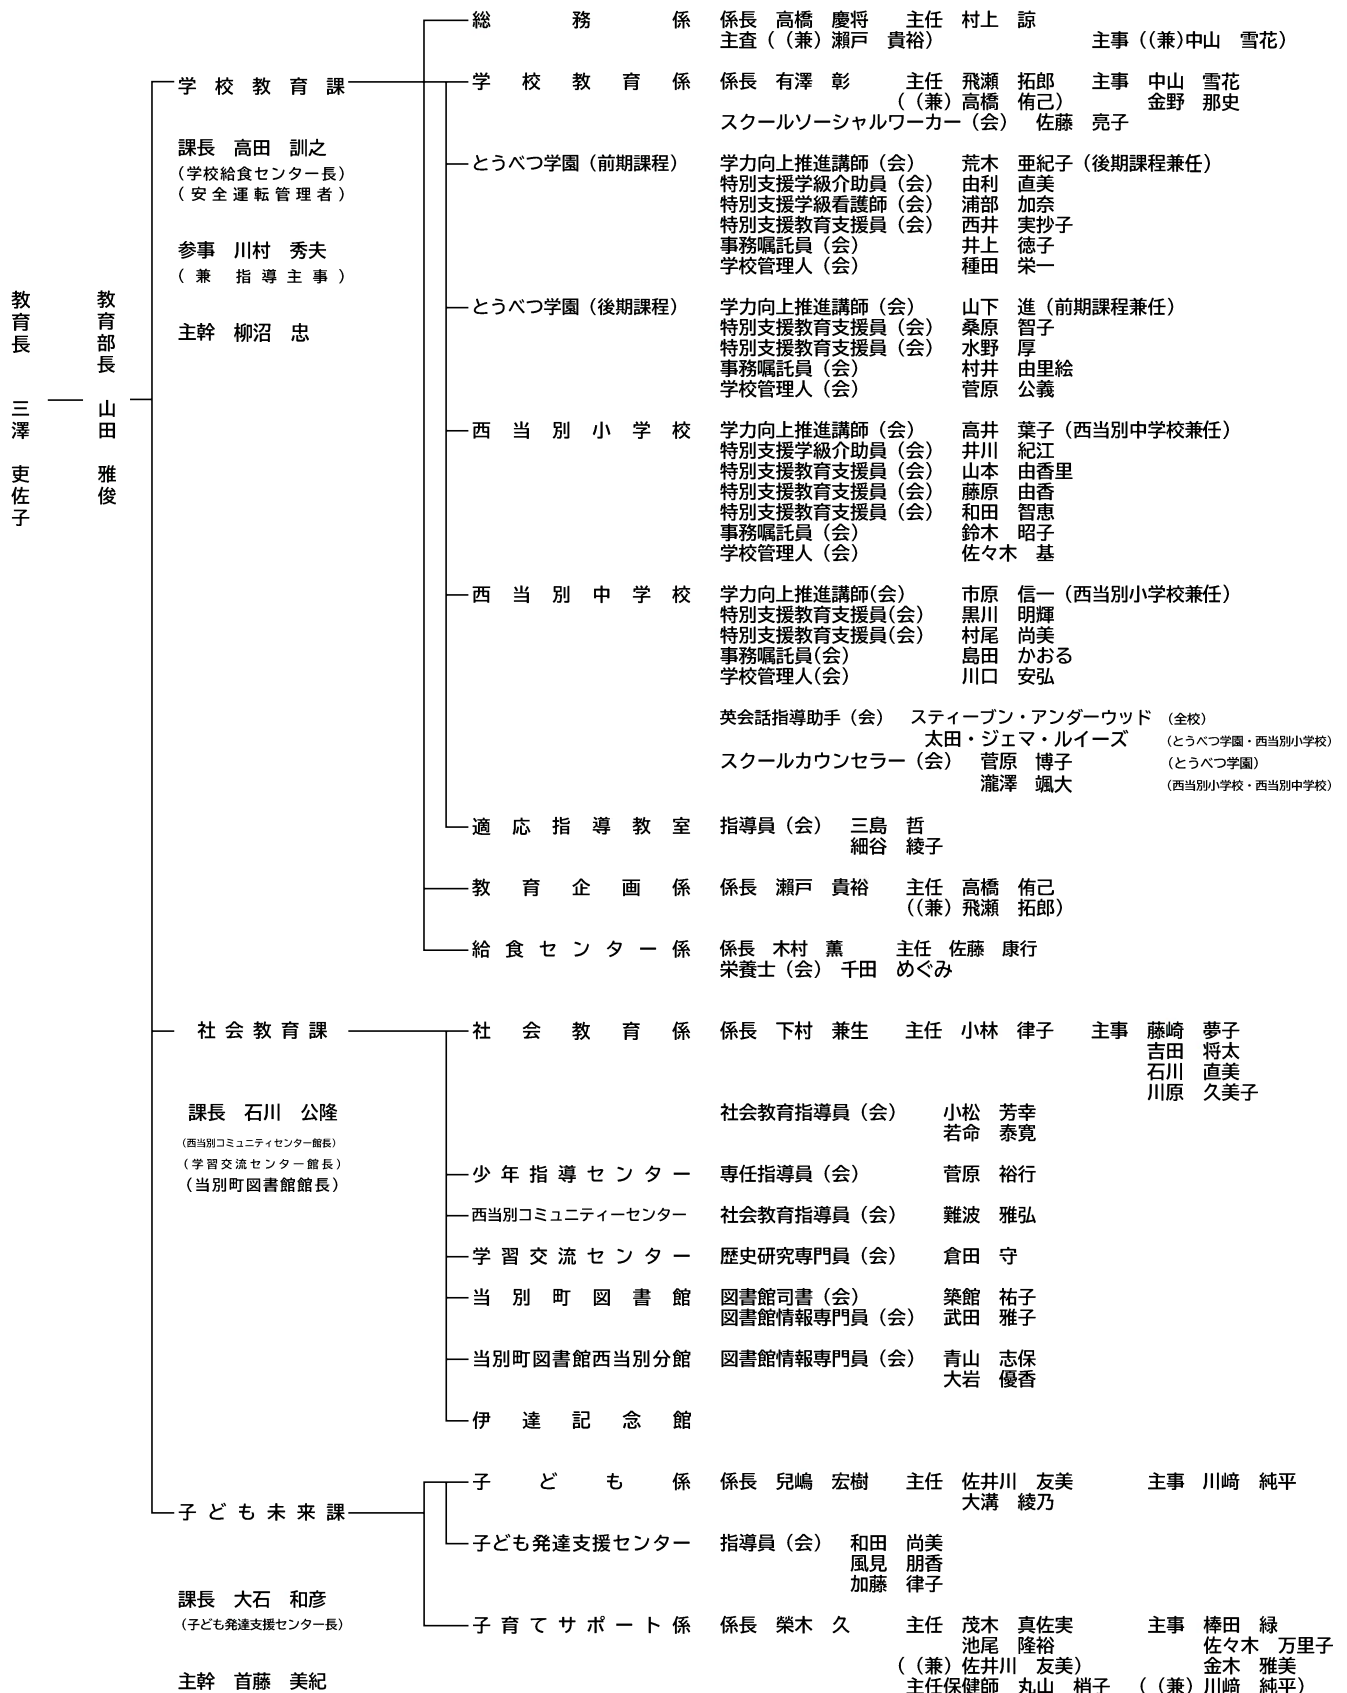 教育長　三澤　吏佐子
教育部長　山田　雅俊
学校教育課
課長　高田　訓之
（学校給食センター長）
（安全運転管理者）
参事　川村　秀夫
（兼　指導主事）
主幹　柳沼　忠
総務係　係長　高橋　慶将　主任　村上　諒
主査（（兼）瀬戸　貴裕）　主事（（兼）中山　雪花）
学校教育係　係長　有澤　彰　主任　飛瀬　拓郎　主事　中山　雪花
（（兼）高橋　侑己）　金野　那史
スクールソーシャルワーカー（会）　佐藤　亮子
とうべつ学園（前期課程）　学力向上推進講師（会）　荒木　亜紀子（後期課程兼任）
特別支援学級介助員（会）　由利　直美
特別支援学級看護師（会）　浦部　加奈
特別支援教育支援員（会）　西井　実抄子
事務嘱託員（会）　井上　徳子
学校管理人（会）　種田　栄一
とうべつ学園（後期課程）　学力向上推進講師（会）　山下　進（前期課程兼任）
特別支援教育支援員（会）　桑原　智子
特別支援教育支援員（会）　水野　厚
事務嘱託員（会）　村井　由里絵
学校管理人（会）　菅原　公義
西当別小学校　学力向上推進講師（会）　高井　葉子（西当別中学校兼任）
特別支援学級介助員（会）　井川　紀江
特別支援教育支援員（会）　山本　由香里
特別支援教育支援員（会）　藤原　由香
特別支援教育支援員（会）　和田　智恵
事務嘱託員（会）　鈴木　昭子
学校管理人（会）　佐々木　基
西当別中学校　学力向上推進講師(会)　市原　信一（西当別小学校兼任）
特別支援教育支援員(会)　黒川　明輝
特別支援教育支援員(会)　村尾　尚美
事務嘱託員(会)　島田　かおる
学校管理人(会)　川口　安弘
英会話指導助手（会）　スティーブン・アンダーウッド　（全校）
太田・ジェマ・ルイーズ　（とうべつ学園・西当別小学校）
スクールカウンセラー（会）　菅原　博子　（とうべつ学園）
瀧澤　颯大　（西当別小学校・西当別中学校）
適応指導教室　指導員（会）　三島　哲
細谷　綾子
教育企画係　係長　瀬戸　貴裕　主任　高橋　侑己
（（兼）飛瀬　拓郎）
給食センター係　係長　木村　薫　主任　佐藤　康行
栄養士（会）　千田　めぐみ
社会教育課
課長　石川　公隆
（西当別コミュニティセンター館長）
（学習交流センター館長）
（当別町図書館館長）
社会教育係　係長　下村　兼生　主任　小林　律子　主事　藤崎　夢子
吉田　将太
石川　直美
川原　久美子
社会教育指導員（会）　小松　芳幸
若命　泰寛
少年指導センター　専任指導員（会）　菅原　裕行
西当別コミュニティーセンター　社会教育指導員（会）　難波　雅弘
学習交流センター　歴史研究専門員（会）　倉田　守
当別町図書館　図書館司書（会）　築館　祐子
図書館情報専門員（会）　武田　雅子
当別町図書館西当別分館　図書館情報専門員（会）　青山　志保
大岩　優香
伊達記念館
子ども未来課
課長　大石　和彦
（子ども発達支援センター長）
主幹　首藤　美紀
子ども係　係長　兒嶋　宏樹　主任　佐井川　友美　主事　川﨑　純平
大溝　綾乃
子ども発達支援センター　指導員（会）　和田　尚美
風見　朋香
加藤　律子
子育てサポート係　係長　榮木　久　主任　茂木　真佐実　主事　棒田　緑
池尾　隆裕　佐々木　万里子
（（兼）佐井川　友美）　金木　雅美
主任保健師　丸山　梢子　（（兼）川﨑　純平）